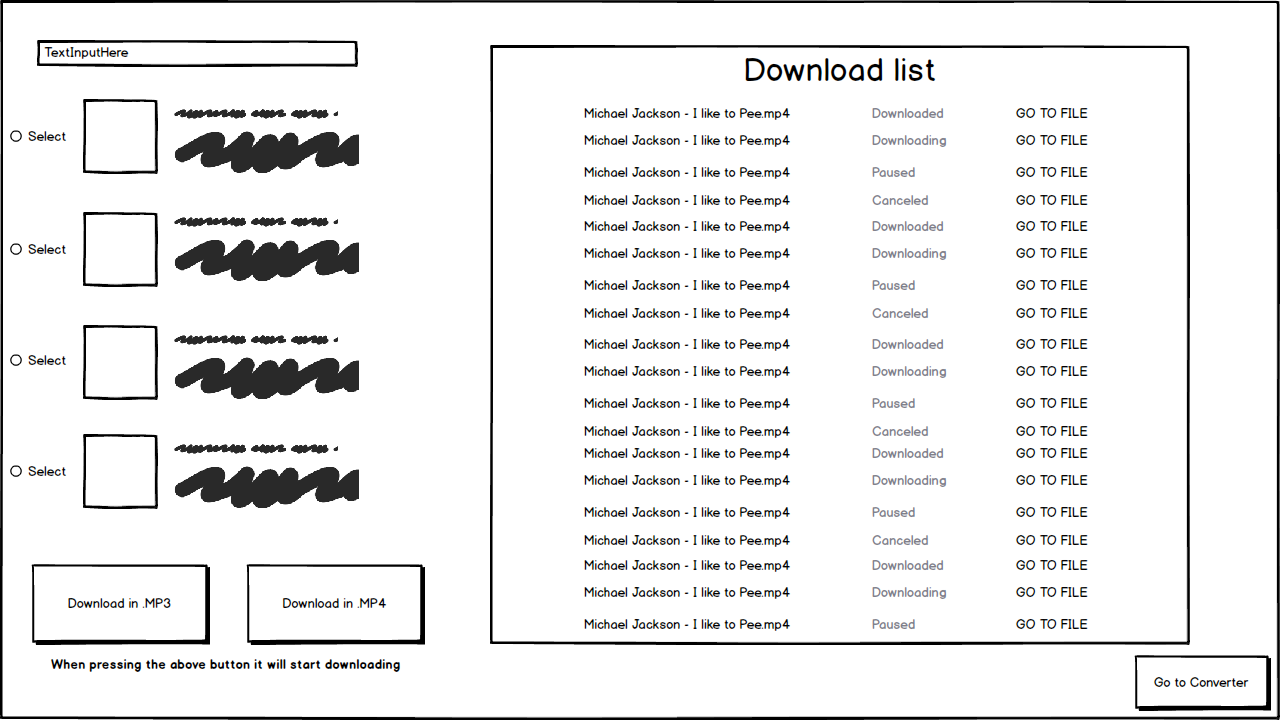 TextInputHere
Select
Select
Select
Select
Download in .MP3
Download in .MP4
When pressing the above button it will start downloading
Download list
Michael Jackson - I like to Pee.mp4 Downloaded GO TO FILE
Michael Jackson - I like to Pee.mp4 Downloading GO TO FILE
Michael Jackson - I like to Pee.mp4 Paused GO TO FILE
Michael Jackson - I like to Pee.mp4 Canceled GO TO FILE
Michael Jackson - I like to Pee.mp4 Downloaded GO TO FILE
Michael Jackson - I like to Pee.mp4 Downloading GO TO FILE
Michael Jackson - I like to Pee.mp4 Paused GO TO FILE
Michael Jackson - I like to Pee.mp4 Canceled GO TO FILE
Michael Jackson - I like to Pee.mp4 Downloaded GO TO FILE
Michael Jackson - I like to Pee.mp4 Downloading GO TO FILE
Michael Jackson - I like to Pee.mp4 Paused GO TO FILE
Michael Jackson - I like to Pee.mp4 Canceled GO TO FILE
Michael Jackson - I like to Pee.mp4 Downloaded GO TO FILE
Michael Jackson - I like to Pee.mp4 Downloading GO TO FILE
Michael Jackson - I like to Pee.mp4 Paused GO TO FILE
Michael Jackson - I like to Pee.mp4 Canceled GO TO FILE
Michael Jackson - I like to Pee.mp4 Downloaded GO TO FILE
Michael Jackson - I like to Pee.mp4 Downloading GO TO FILE
Michael Jackson - I like to Pee.mp4 Paused GO TO FILE
Go to Converter